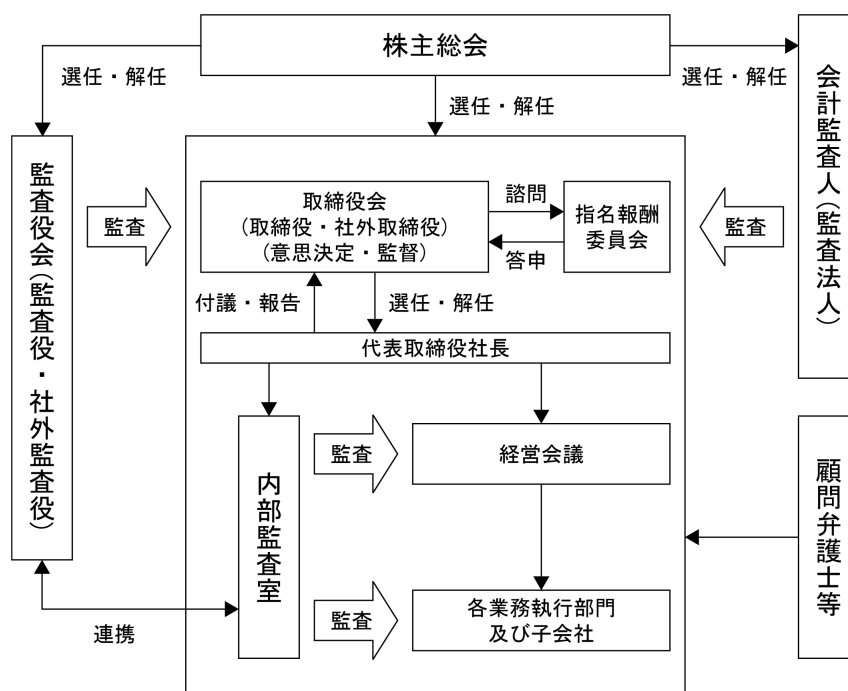 株主総会
選任・解任
選任・解任
選任・解任
監査役会(監査役・社外監査役)
会計監査人(監査法人)
監査
取締役会
(取締役・社外取締役)
(意思決定・監督)
諮問
答申
指名報酬
委員会
監査
付議・報告
選任・解任
代表取締役社長
内部監査室
監査
経営会議
顧問弁護士等
監査
各業務執行部門
及び子会社
連携